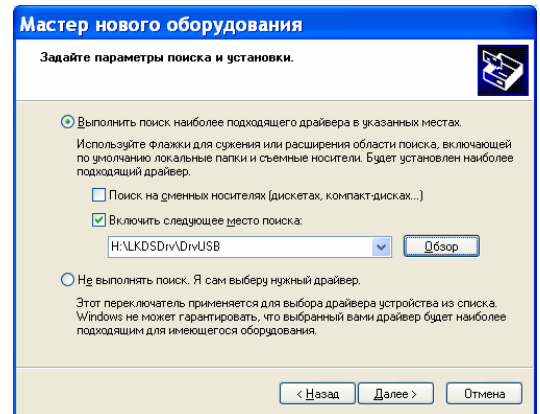 Мастер нового оборудования
Задайте параметры поиска и установки.
Выполнить поиск наиболее подходящего драйвера в указанных местах.
Используйте флажки для сужения или расширения области поиска, включающей
по умолчанию локальные папки и съемные носители. Будет установлен наиболее
подходящий драйвер.
Поиск на сменных носителях (дискетах, компакт-дисках...)
Включить следующее место поиска:
H:\LKDSDrv\DrvUSB
Обзор
Не выполнять поиск. Я сам выберу нужный драйвер.
Этот переключатель применяется для выбора драйвера устройства из списка.
Windows не может гарантировать, что выбранный вами драйвер будет наиболее
подходящим для имеющегося оборудования.
< Назад Далее > Отмена